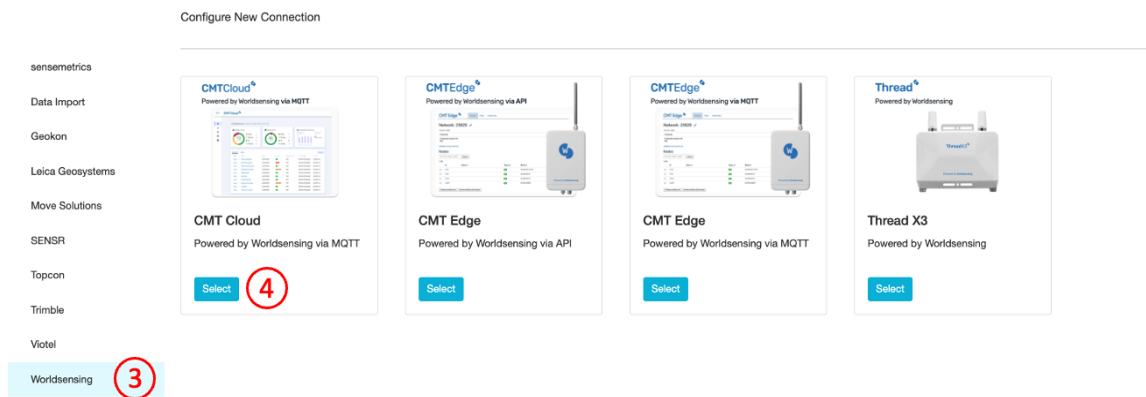 Configure New Connection
sensemetrics
Data Import
Geokon
Leica Geosystems
Move Solutions
SENSR
Topcon
Trimble
Viotel
Worldsensing
3
CMTCloud
Powered by Worldsensing via MQTT
CMT Cloud
Powered by Worldsensing via MQTT
Select
4
CMTEdge
Powered by Worldsensing via API
CMT Edge
Powered by Worldsensing via API
Select
CMTEdge
Powered by Worldsensing via MQTT
CMT Edge
Powered by Worldsensing via MQTT
Select
Thread
Powered by Worldsensing
ThreadX3
Thread X3
Powered by Worldsensing
Select